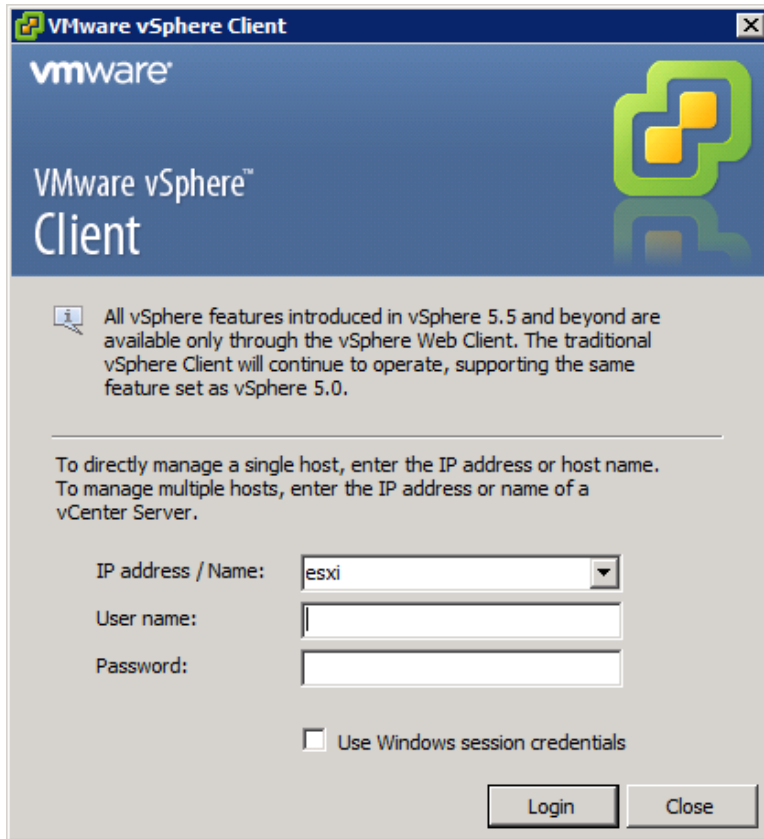 VMware vSphere Client
vmware®
VMware vSphere™
Client
All vSphere features introduced in vSphere 5.5 and beyond are
available only through the vSphere Web Client. The traditional
vSphere Client will continue to operate, supporting the same
feature set as vSphere 5.0.
To directly manage a single host, enter the IP address or host name.
To manage multiple hosts, enter the IP address or name of a
vCenter Server.
IP address / Name: esxi
User name:
Password:
Use Windows session credentials
Login Close